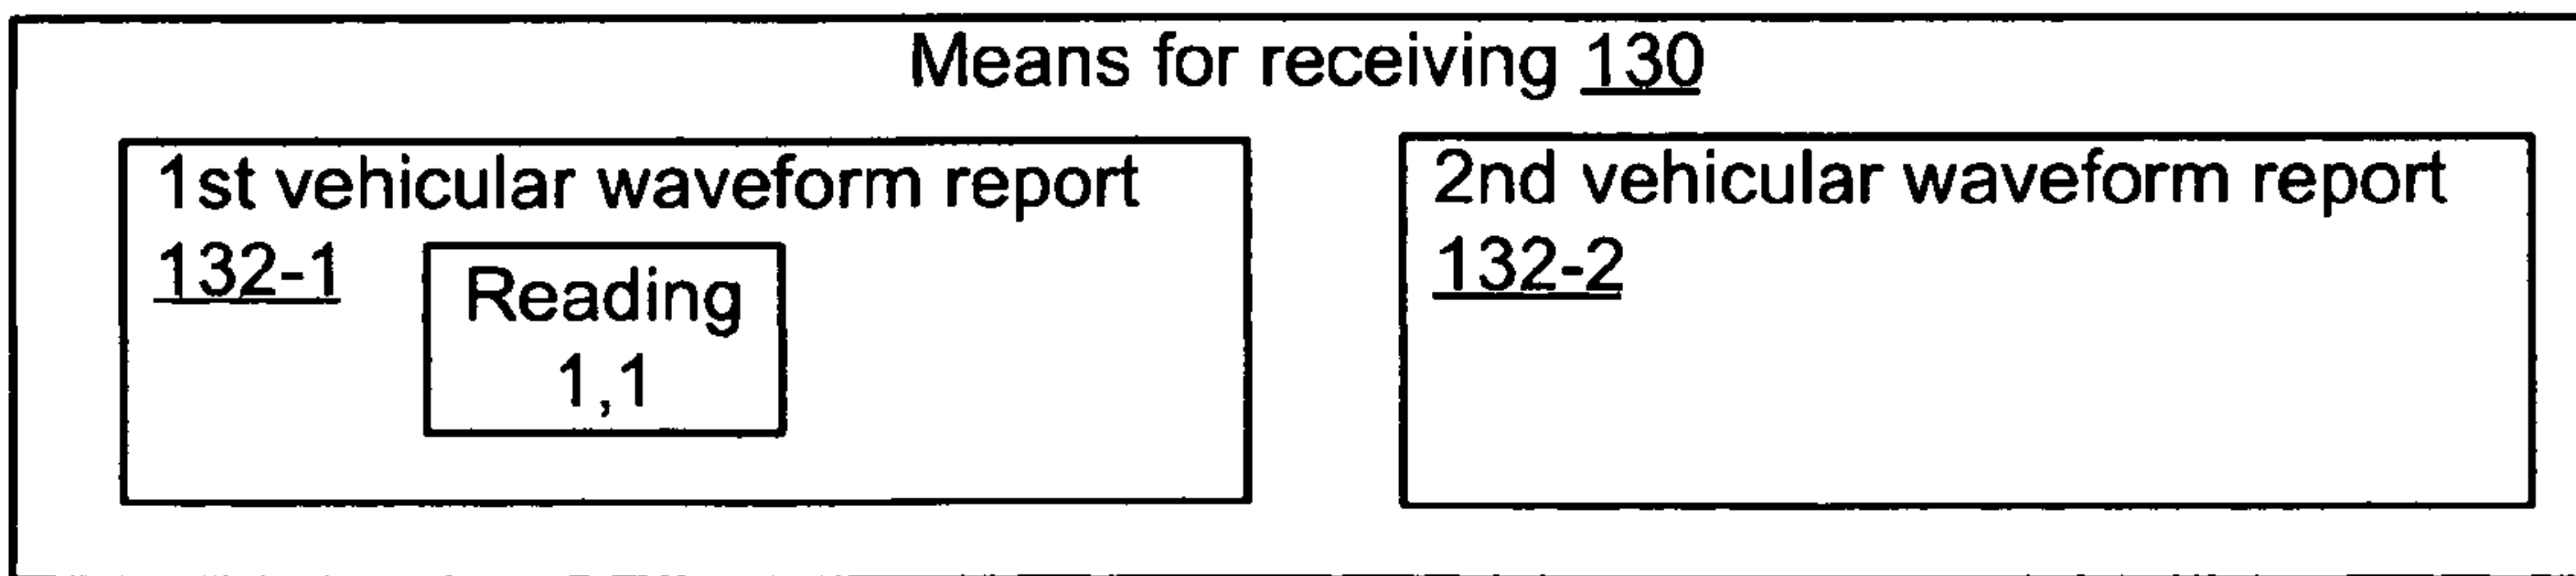 Means for receiving 130
1st vehicular waveform report
132-1
Reading
1,1
2nd vehicular waveform report
132-2